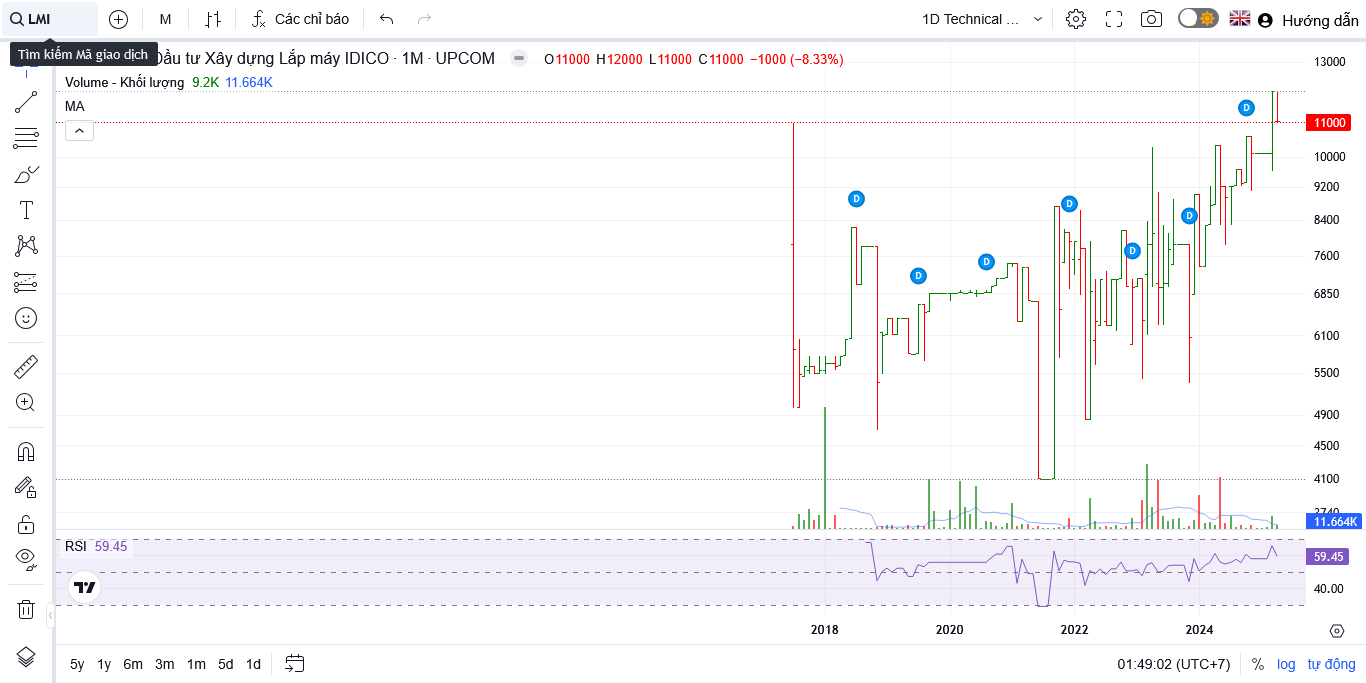 LMI
M
Các chỉ báo
1D Technical ...
Hướng dẫn
Tìm kiếm Mã giao dịch
Đầu tư Xây dựng Lắp máy IDICO · 1M · UPCOM
O11000 H12000 L11000 C11000 −1000 (−8.33%)
Volume - Khối lượng 9.2K 11.664K
MA
13000
11000
10000
9200
8400
7600
6850
6100
5500
4900
4500
4100
3740
11.664K
D
D
D
D
D
D
D
RSI 59.45
59.45
40.00
2018
2020
2022
2024
5y 1y 6m 3m 1m 5d 1d
01:49:02 (UTC+7)
% log tự động